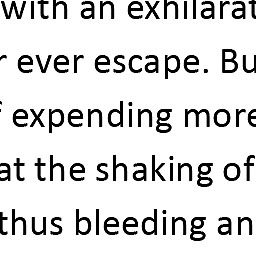 with an exhilarat
r ever escape. Bu
f expending more
at the shaking of
thus bleeding an